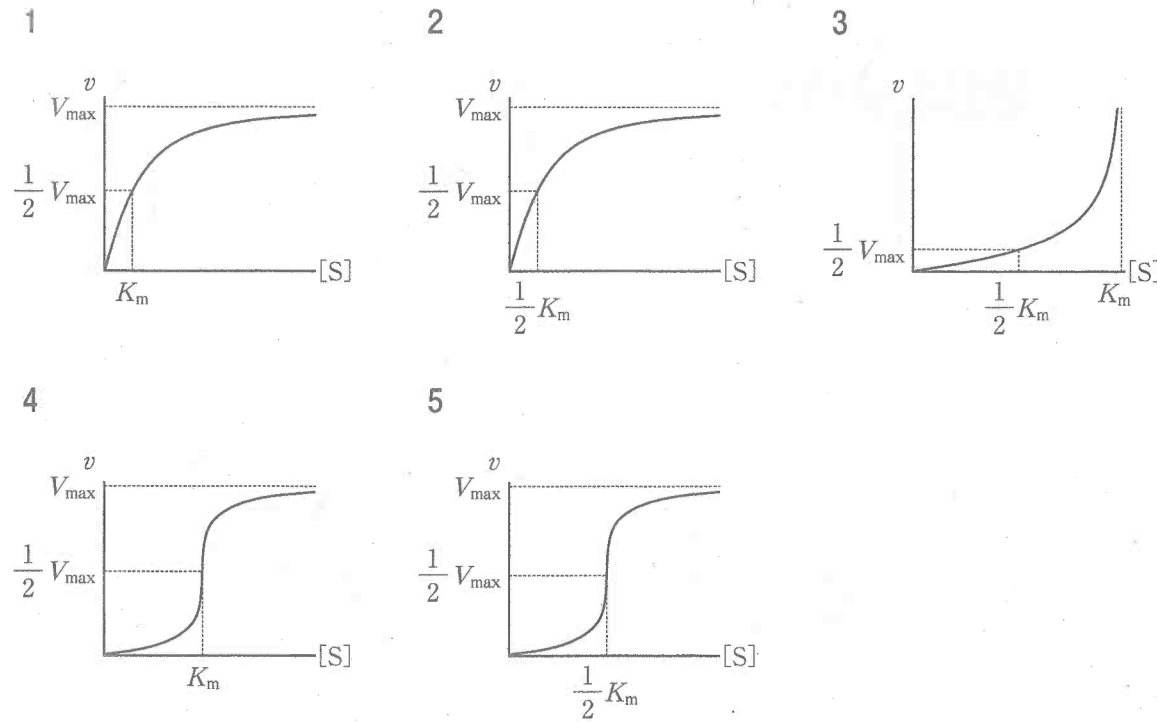 1
v
V_max
1/2 V_max
[S]
K_m
2
v
V_max
1/2 V_max
[S]
1/2 K_m
3
v
1/2 V_max
[S]
1/2 K_m
K_m
4
v
V_max
1/2 V_max
[S]
K_m
5
v
V_max
1/2 V_max
[S]
1/2 K_m